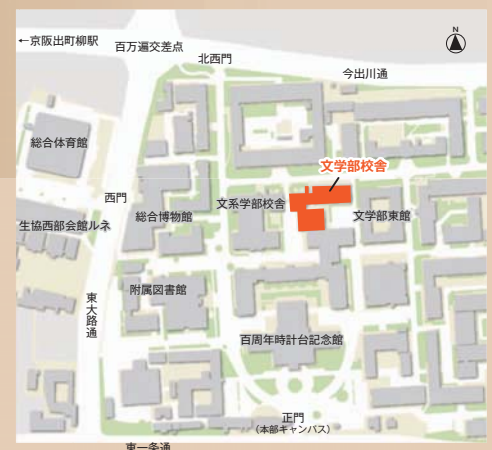 N
←京阪出町柳駅
百万遍交差点
北西門
今出川通
総合体育館
文学部校舎
西門
文系学部校舎
生協西部会館ルネ
総合博物館
文学部東館
東大路通
附属図書館
百周年時計台記念館
正門
（本部キャンパス）
東一条通